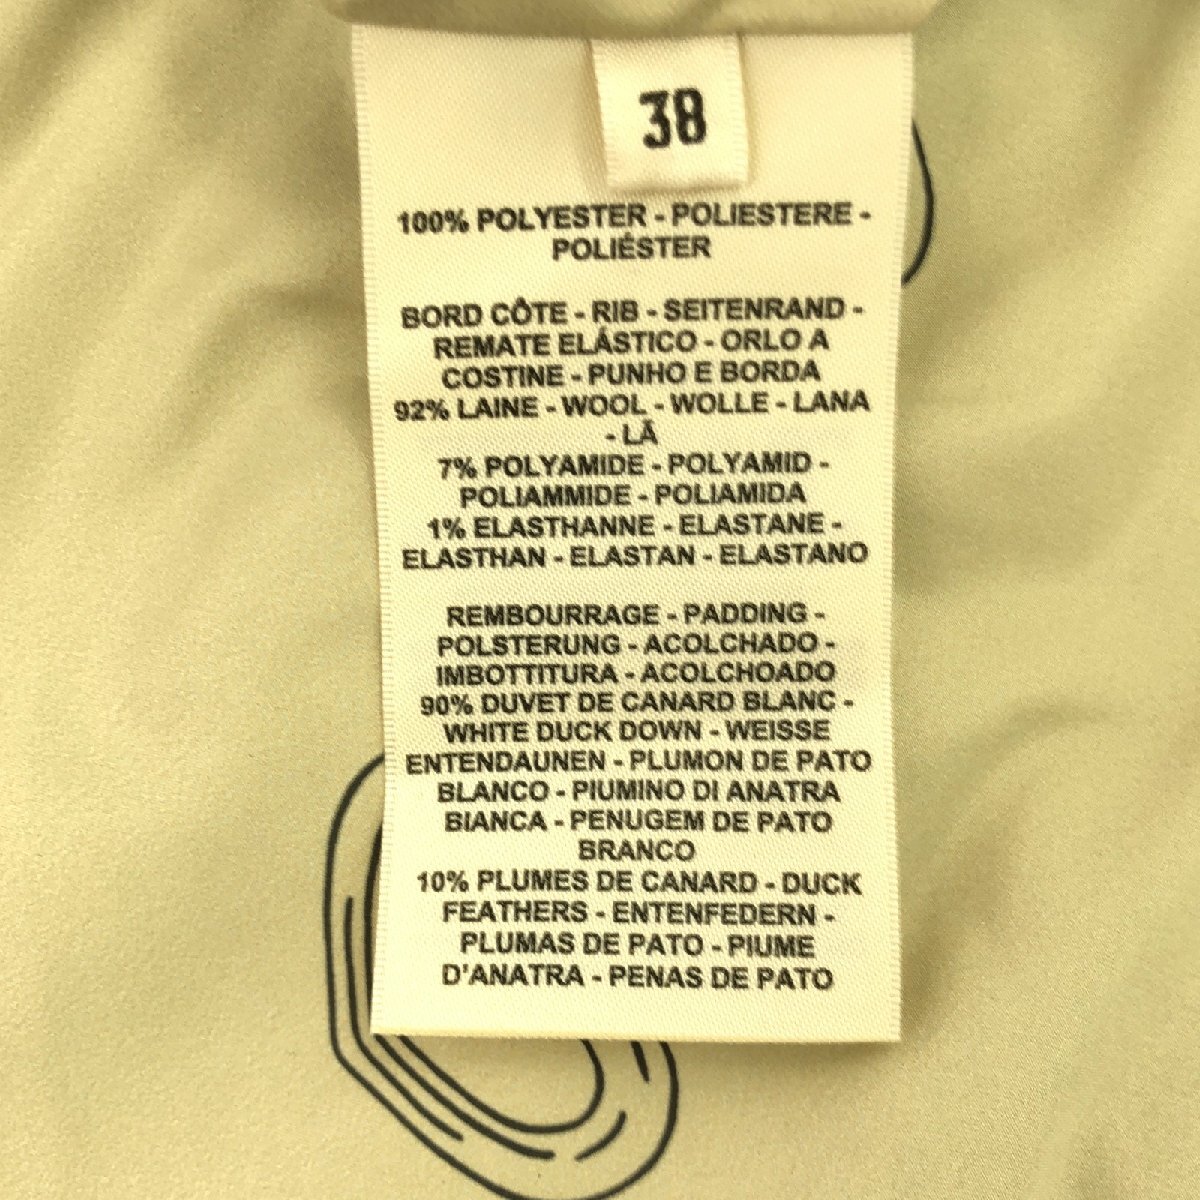 38
100% POLYESTER - POLIESTERE -
POLIÉSTER
BORD CÔTE - RIB - SEITENRAND -
REMATE ELÁSTICO - ORLO A
COSTINE - PUNHO E BORDA
92% LAINE - WOOL - WOLLE - LANA
- LÃ
7% POLYAMIDE - POLYAMID -
POLIAMMIDE - POLIAMIDA
1% ELASTHANNE - ELASTANE -
ELASTHAN - ELASTAN - ELASTANO
REMBOURRAGE - PADDING -
POLSTERUNG - ACOLCHADO -
IMBOTTITURA - ACOLCHOADO
90% DUVET DE CANARD BLANC -
WHITE DUCK DOWN - WEISSE
ENTENDAUNEN - PLUMON DE PATO
BLANCO - PIUMINO DI ANATRA
BIANCA - PENUGEM DE PATO
BRANCO
10% PLUMES DE CANARD - DUCK
FEATHERS - ENTENFEDERN -
PLUMAS DE PATO - PIUME
D'ANATRA - PENAS DE PATO